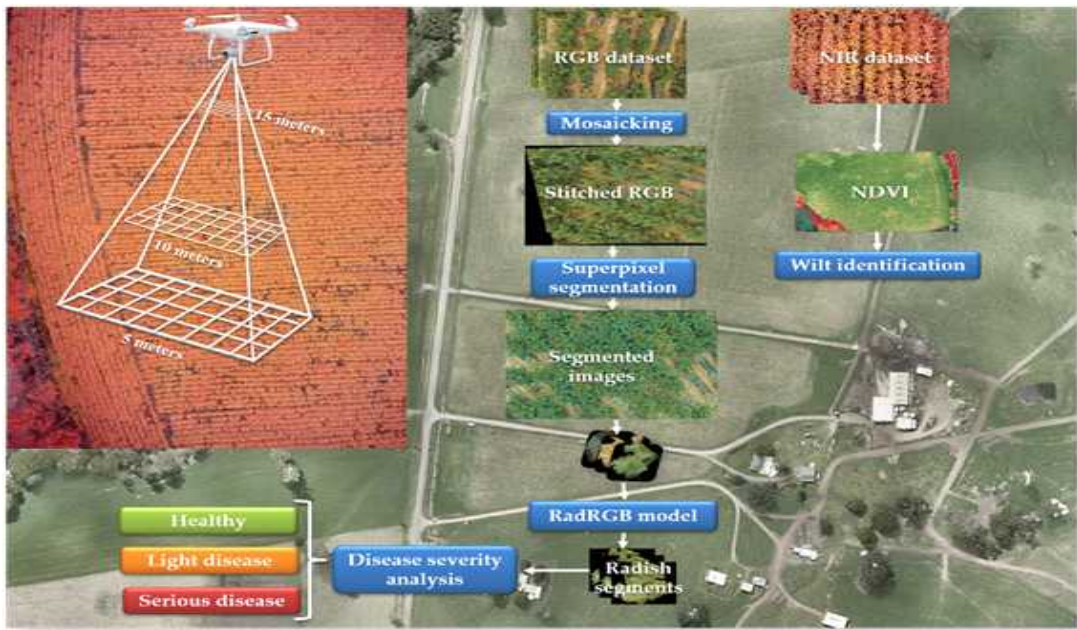 15 meters
10 meters
5 meters
RGB dataset
Mosaicking
Stitched RGB
Superpixel
segmentation
Segmented
images
RadRGB model
Radish
segments
NIR dataset
NDVI
Wilt identification
Disease severity
analysis
Healthy
Light disease
Serious disease